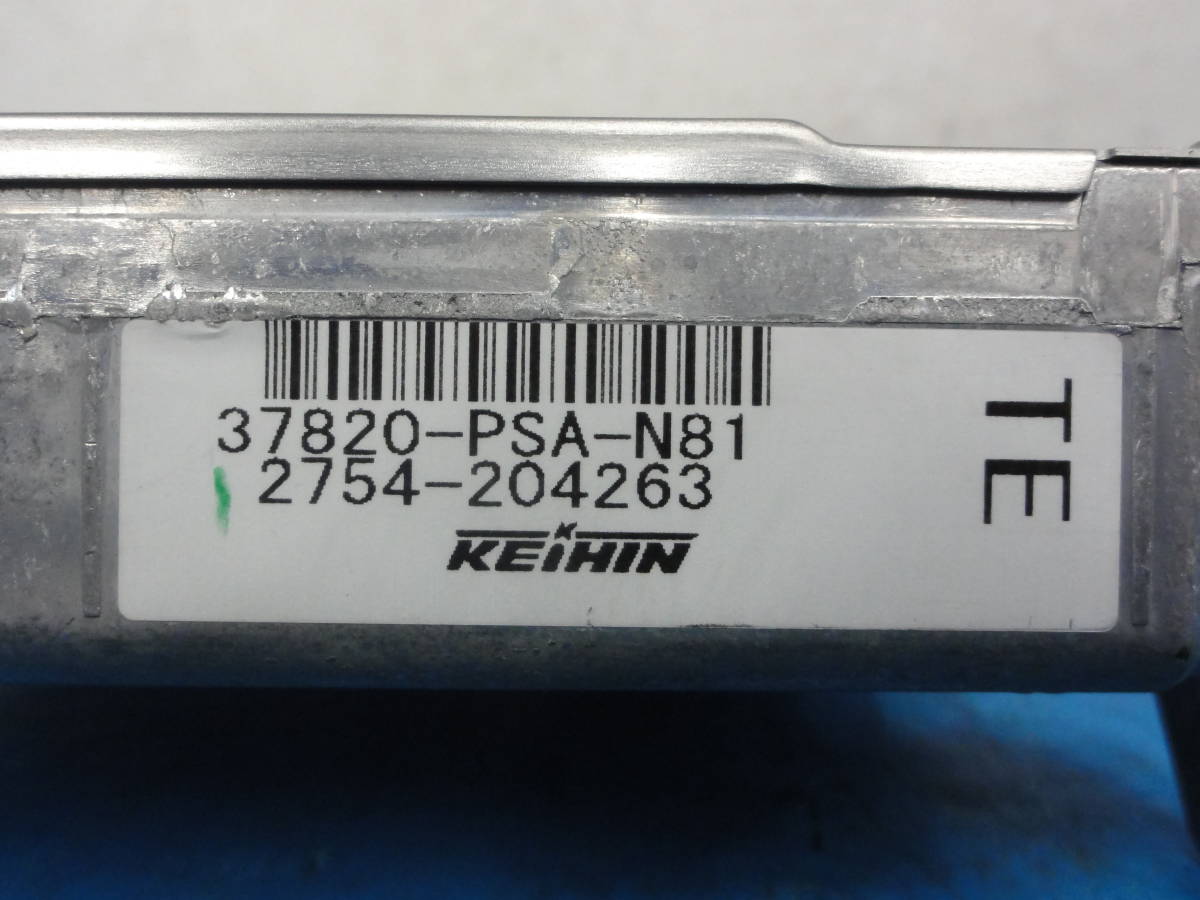 37820-PSA-N81
2754-204263
KEIHIN
TE